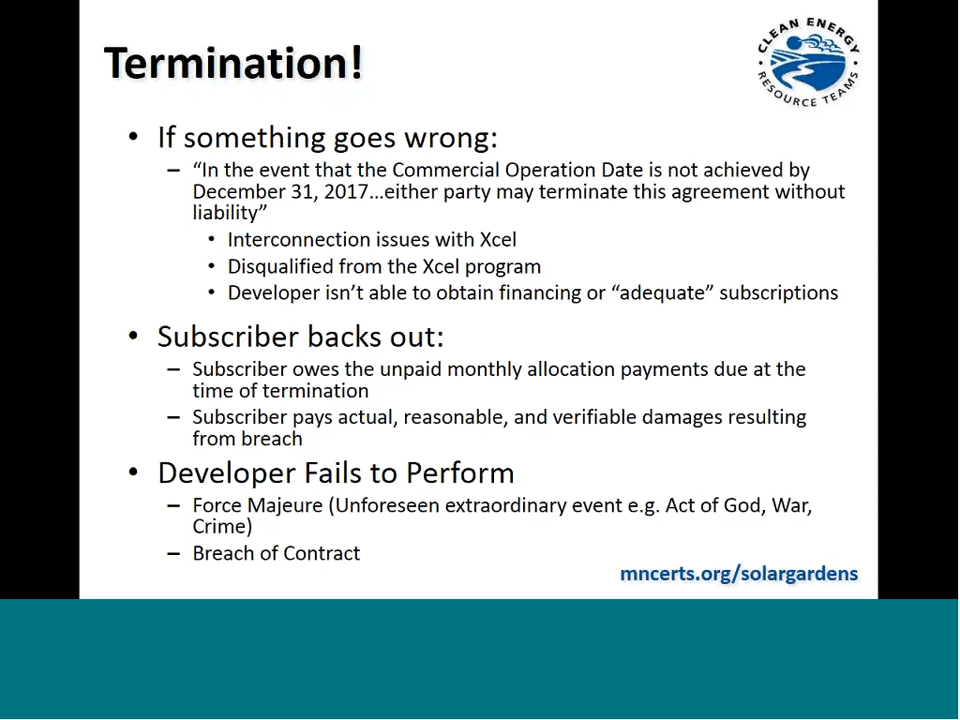 Termination!
CLEAN ENERGY
RESOURCE TEAMS
• If something goes wrong:
– “In the event that the Commercial Operation Date is not achieved by
December 31, 2017…either party may terminate this agreement without
liability”
• Interconnection issues with Xcel
• Disqualified from the Xcel program
• Developer isn’t able to obtain financing or “adequate” subscriptions
• Subscriber backs out:
– Subscriber owes the unpaid monthly allocation payments due at the
time of termination
– Subscriber pays actual, reasonable, and verifiable damages resulting
from breach
• Developer Fails to Perform
– Force Majeure (Unforeseen extraordinary event e.g. Act of God, War,
Crime)
– Breach of Contract
mncerts.org/solargardens